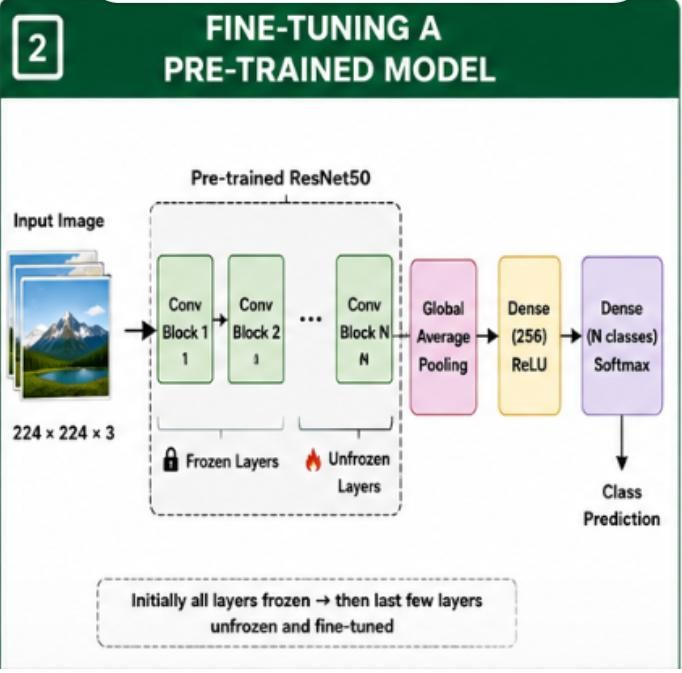 2
FINE-TUNING A
PRE-TRAINED MODEL
Pre-trained ResNet50
Input Image
224 × 224 × 3
Conv
Block 1
1
Conv
Block 2
...
Conv
Block N
N
Global
Average
Pooling
Dense
(256)
ReLU
Dense
(N classes)
Softmax
Frozen Layers
Unfrozen
Layers
Class
Prediction
Initially all layers frozen → then last few layers
unfrozen and fine-tuned